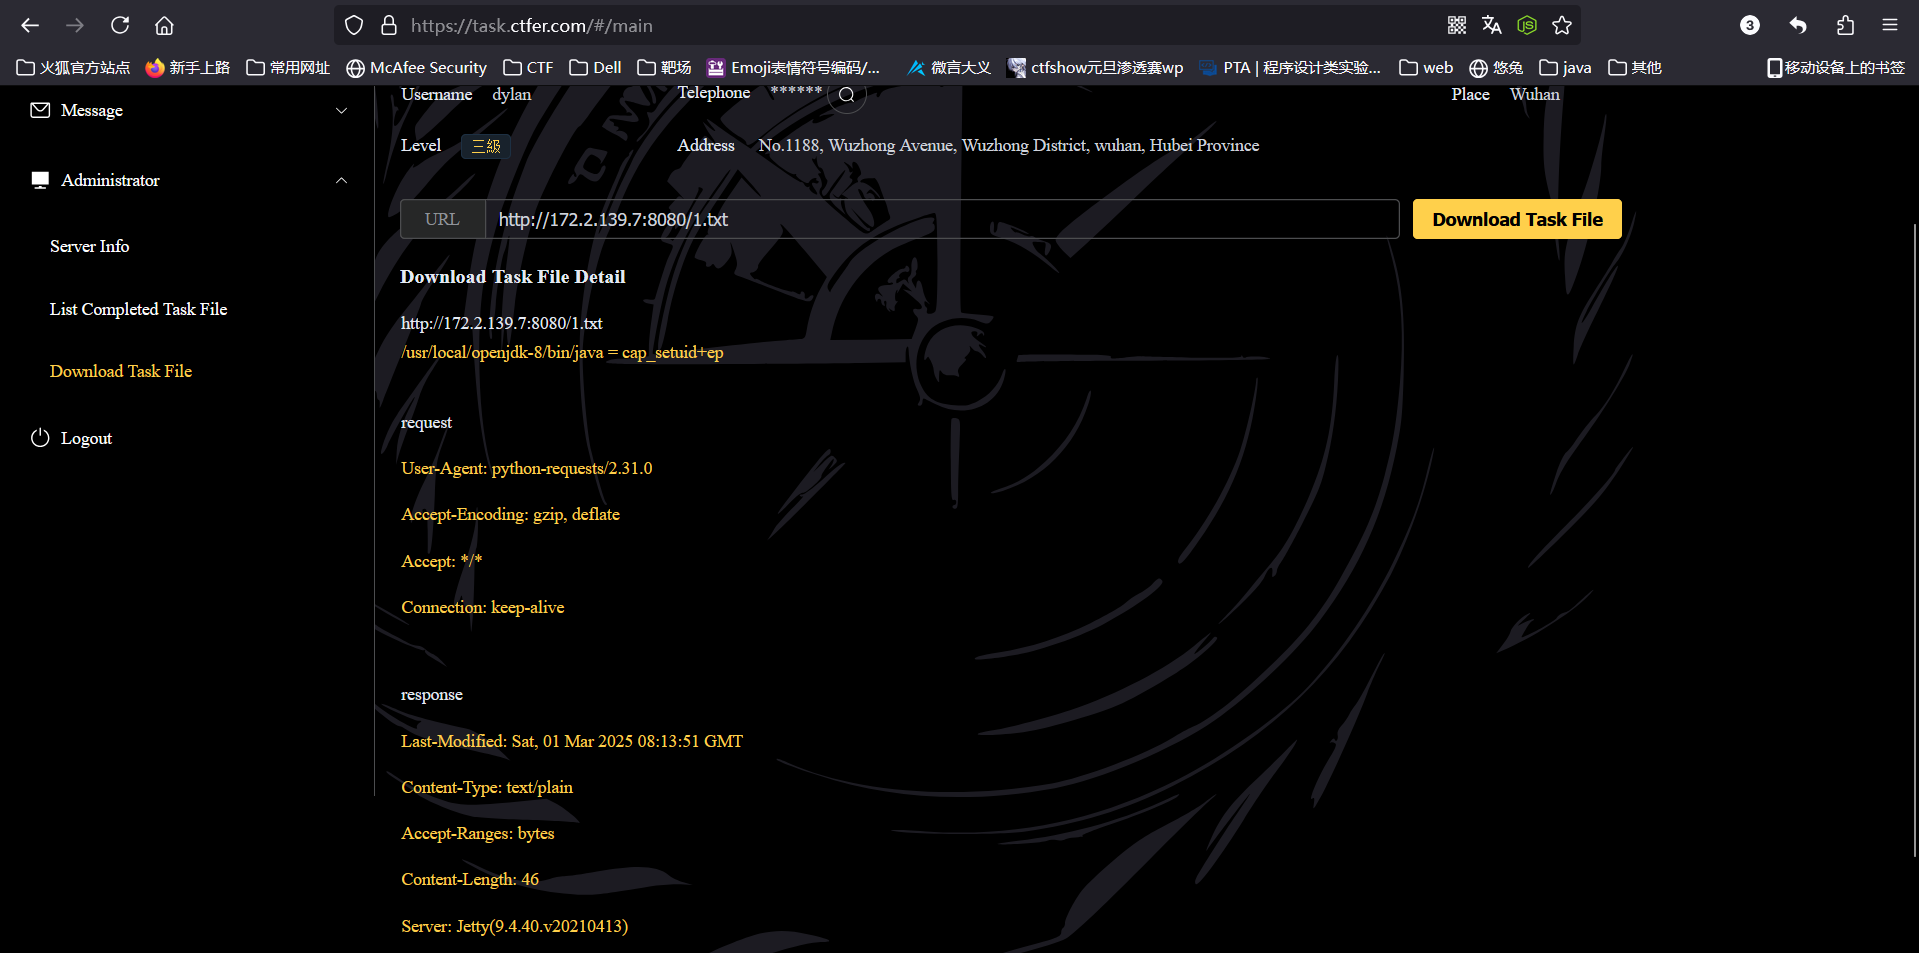 https://task.ctfer.com/#/main
3
火狐官方站点 新手上路 常用网址 McAfee Security CTF Dell 靶场 Emoji表情符号编码/... 微言大义 ctfshow元旦渗透赛wp PTA | 程序设计类实验... web 悠兔 java 其他 移动设备上的书签
Message
Administrator
Server Info
List Completed Task File
Download Task File
Logout
Username dylan Telephone ****** Place Wuhan
Level 三級 Address No.1188, Wuzhong Avenue, Wuzhong District, wuhan, Hubei Province
URL http://172.2.139.7:8080/1.txt Download Task File
Download Task File Detail
http://172.2.139.7:8080/1.txt
/usr/local/openjdk-8/bin/java = cap_setuid+ep
request
User-Agent: python-requests/2.31.0
Accept-Encoding: gzip, deflate
Accept: */*
Connection: keep-alive
response
Last-Modified: Sat, 01 Mar 2025 08:13:51 GMT
Content-Type: text/plain
Accept-Ranges: bytes
Content-Length: 46
Server: Jetty(9.4.40.v20210413)